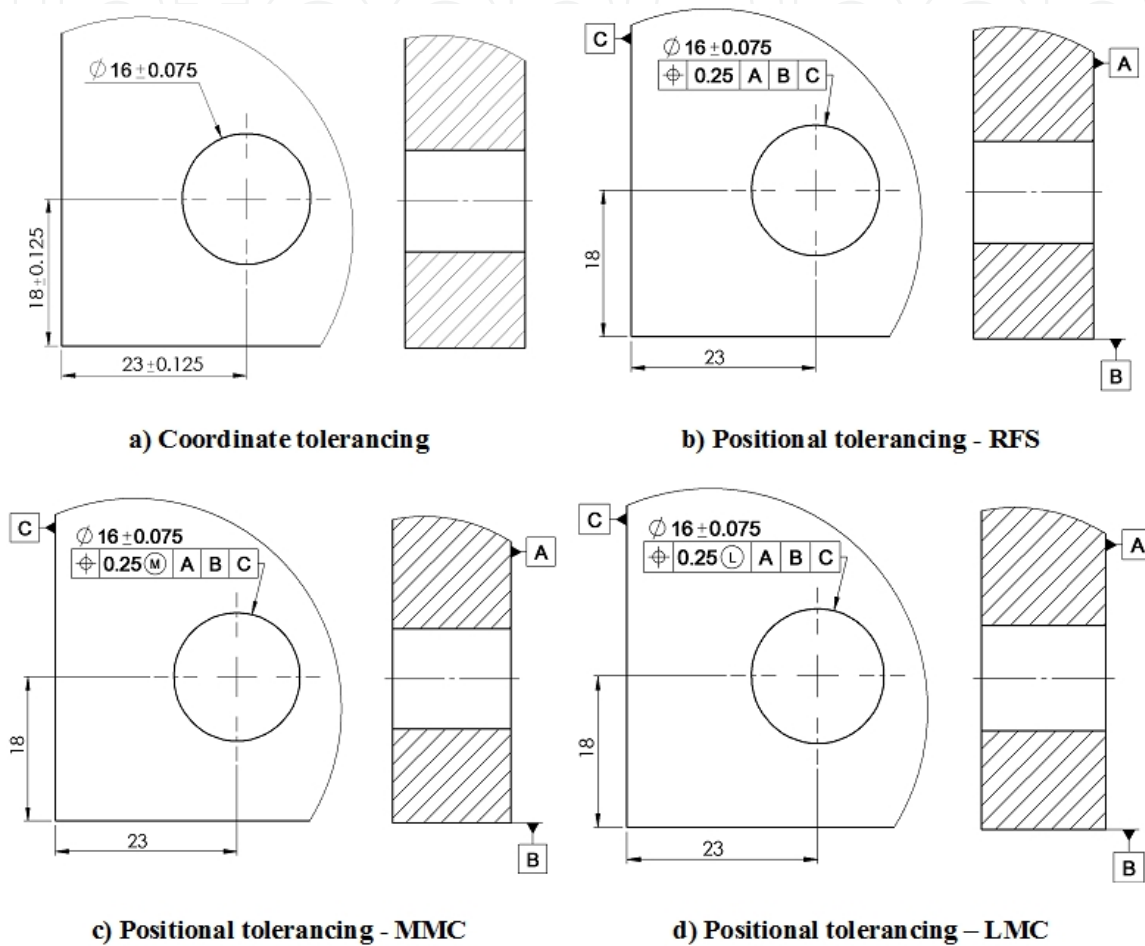 ∅ 16 ±0.075
18 ±0.125
23 ±0.125
a) Coordinate tolerancing
C
∅ 16 ±0.075
⌖ 0.25 A B C
A
18
23
B
b) Positional tolerancing - RFS
C
∅ 16 ±0.075
⌖ 0.25 Ⓜ A B C
A
18
23
B
c) Positional tolerancing - MMC
C
∅ 16 ±0.075
⌖ 0.25 Ⓛ A B C
A
18
23
B
d) Positional tolerancing – LMC